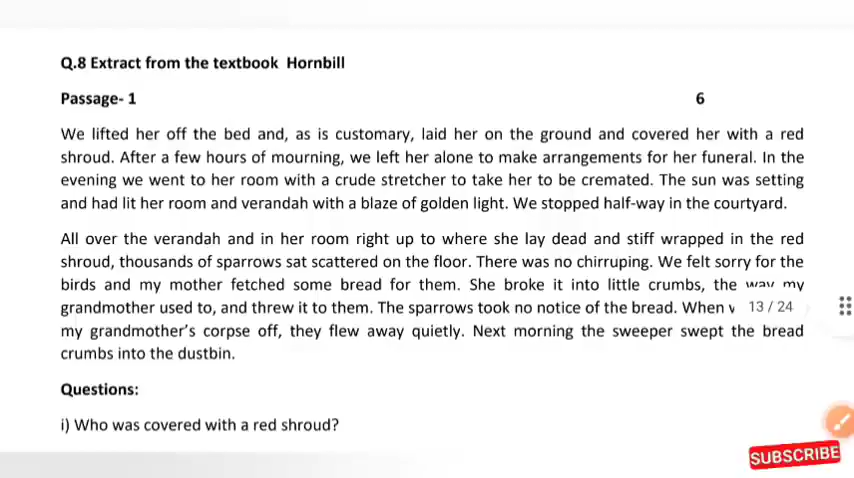 Q.8 Extract from the textbook Hornbill
Passage- 1 6
We lifted her off the bed and, as is customary, laid her on the ground and covered her with a red
shroud. After a few hours of mourning, we left her alone to make arrangements for her funeral. In the
evening we went to her room with a crude stretcher to take her to be cremated. The sun was setting
and had lit her room and verandah with a blaze of golden light. We stopped half-way in the courtyard.
All over the verandah and in her room right up to where she lay dead and stiff wrapped in the red
shroud, thousands of sparrows sat scattered on the floor. There was no chirruping. We felt sorry for the
birds and my mother fetched some bread for them. She broke it into little crumbs, the way my
grandmother used to, and threw it to them. The sparrows took no notice of the bread. When 13 / 24
my grandmother's corpse off, they flew away quietly. Next morning the sweeper swept the bread
crumbs into the dustbin.
Questions:
i) Who was covered with a red shroud?
SUBSCRIBE